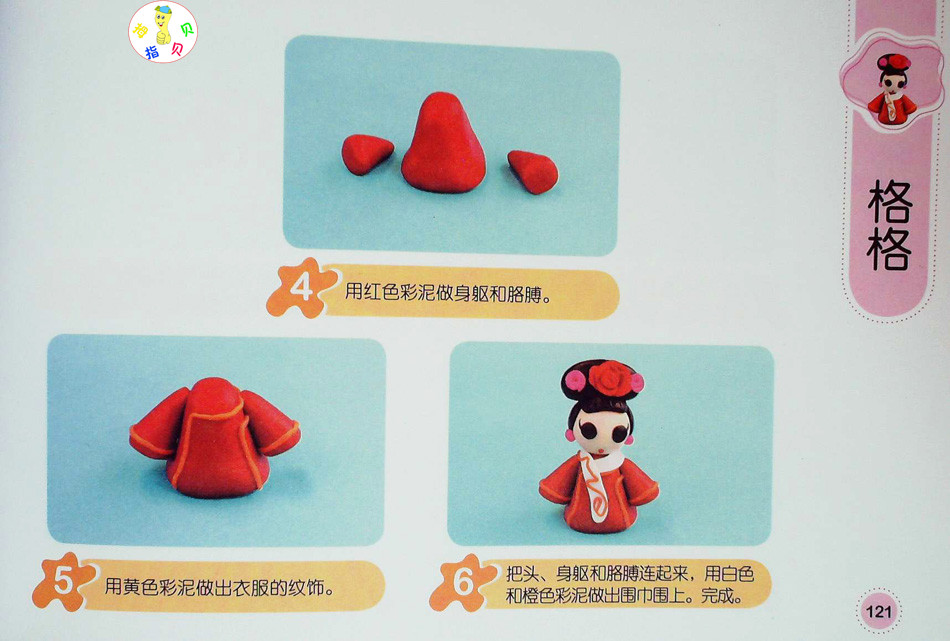 指指贝贝
格格
4
用红色彩泥做身躯和胳膊。
5
用黄色彩泥做出衣服的纹饰。
6
把头、身躯和胳膊连起来，用白色
和橙色彩泥做出围巾围上。完成。
121